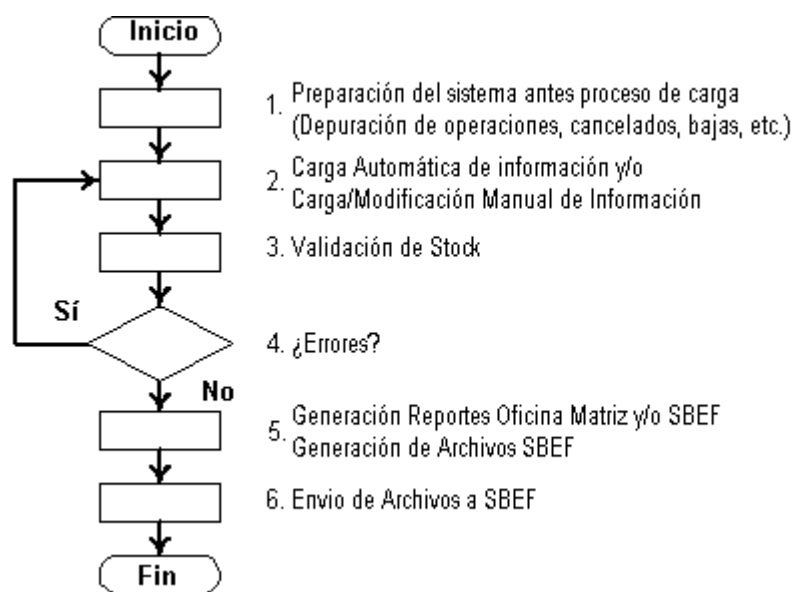 Inicio
1. Preparación del sistema antes proceso de carga
(Depuración de operaciones, cancelados, bajas, etc.)
2. Carga Automática de información y/o
Carga/Modificación Manual de Información
3. Validación de Stock
Sí
4. ¿Errores?
No
5. Generación Reportes Oficina Matriz y/o SBEF
Generación de Archivos SBEF
6. Envio de Archivos a SBEF
Fin